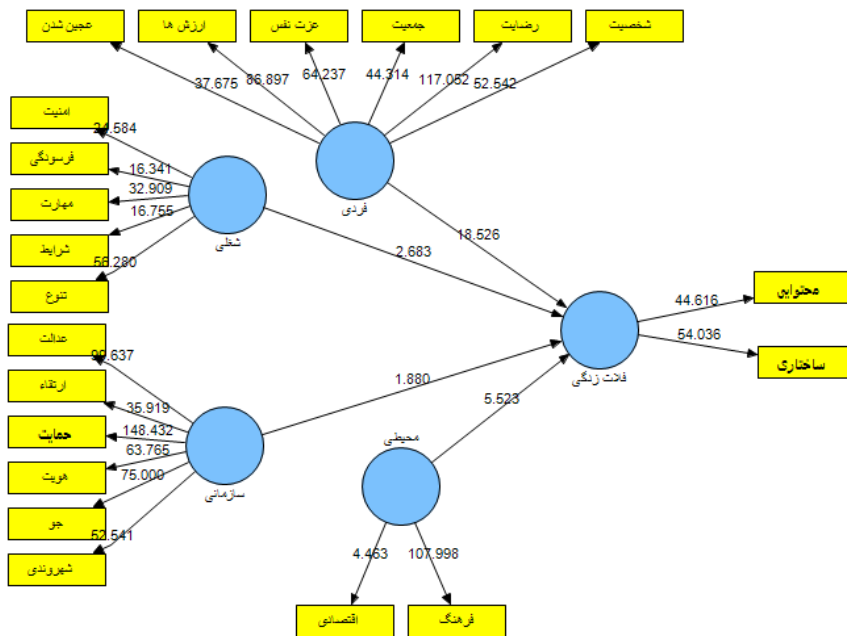 عجین شدن
ارزش ها
عزت نفس
جمعیت
رضایت
شخصیت
37.675
86.897
64.237
44.314
117.052
52.542
امنیت
فرسودگی
مهارت
شرایط
تنوع
24.584
16.341
32.909
16.755
56.280
شغلی
فردی
18.526
2.683
عدالت
ارتقاء
حمایت
هویت
جو
شهروندی
99.637
35.919
148.432
63.765
75.000
52.541
سازمانی
1.880
محیطی
5.523
فلات زدگی
44.616
54.036
محتوایی
ساختاری
4.463
107.998
اقتصادی
فرهنگ